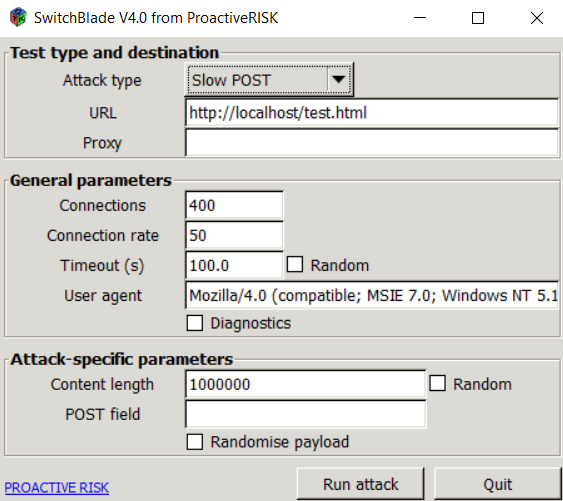 SwitchBlade V4.0 from ProactiveRISK
Test type and destination
Attack type Slow POST
URL http://localhost/test.html
Proxy
General parameters
Connections 400
Connection rate 50
Timeout (s) 100.0 Random
User agent Mozilla/4.0 (compatible; MSIE 7.0; Windows NT 5.1
Diagnostics
Attack-specific parameters
Content length 1000000 Random
POST field
Randomise payload
PROACTIVE RISK Run attack Quit